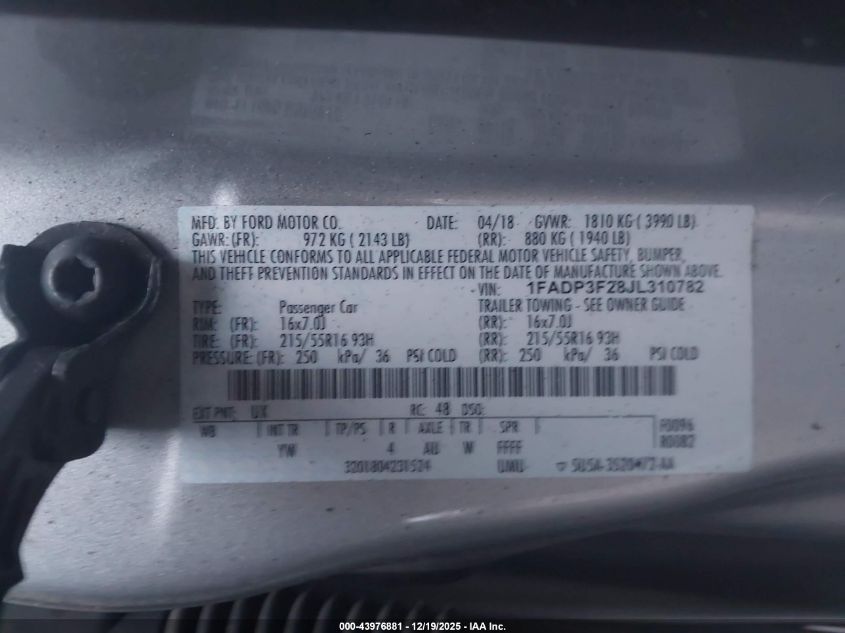 MFD. BY FORD MOTOR CO. DATE: 04/18 GVWR: 1810 KG ( 3990 LB)
GAWR: (FR): 972 KG ( 2143 LB) (RR): 880 KG ( 1940 LB)
THIS VEHICLE CONFORMS TO ALL APPLICABLE FEDERAL MOTOR VEHICLE SAFETY, BUMPER,
AND THEFT PREVENTION STANDARDS IN EFFECT ON THE DATE OF MANUFACTURE SHOWN ABOVE.
VIN: 1FADP3F28JL310782
TYPE: Passenger Car TRAILER TOWING - SEE OWNER GUIDE
RIM: (FR): 16x7.0J (RR): 16x7.0J
TIRE: (FR): 215/55R16 93H (RR): 215/55R16 93H
PRESSURE: (FR): 250 kPa/ 36 PSI COLD (RR): 250 kPa/ 36 PSI COLD
EXT PNT: UX RC: 48 DSO:
WB INT TR TP/PS R AXLE TR SPR F0096
R0082
YW 4 W FFFF
3201804231524
000-43976881 - 12/19/2025 - IAA Inc.